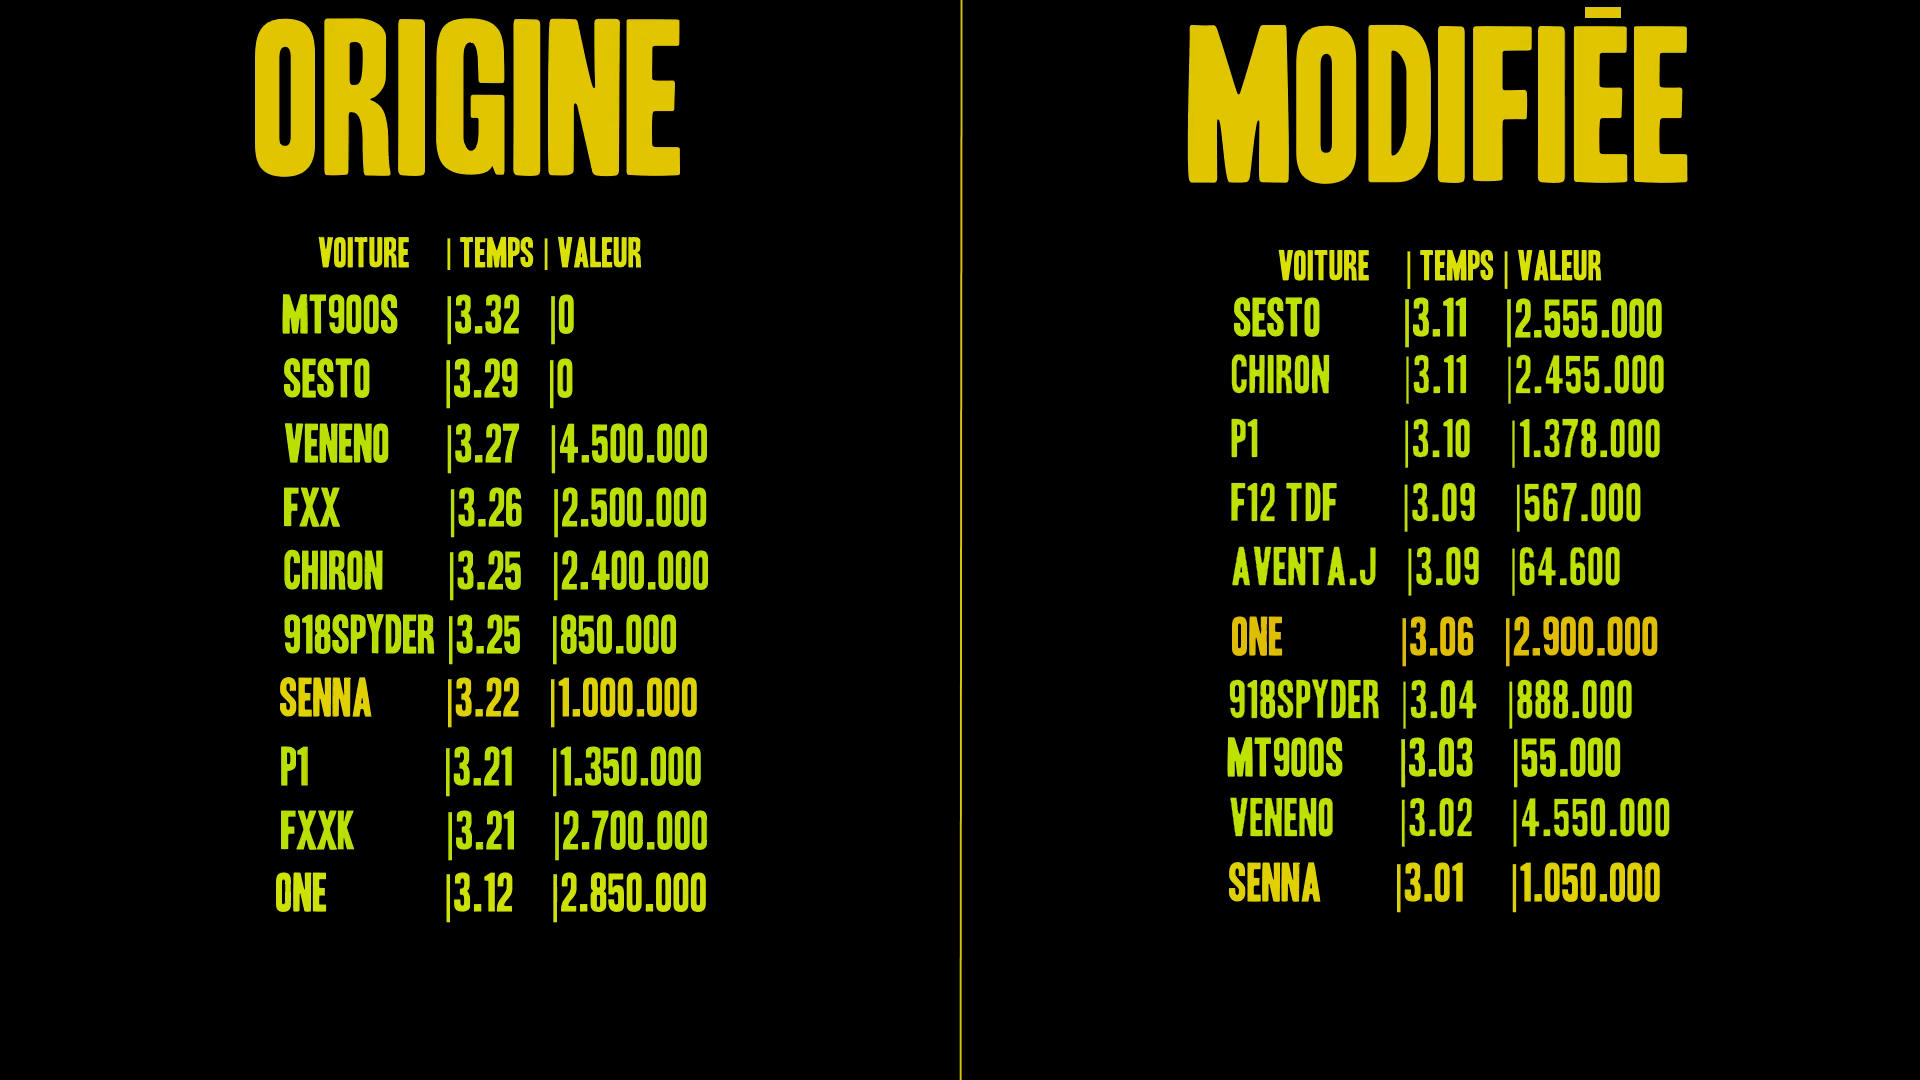 ORIGINE
VOITURE | TEMPS | VALEUR
MT900S |3.32 |0
SESTO |3.29 |0
VENENO |3.27 |4.500.000
FXX |3.26 |2.500.000
CHIRON |3.25 |2.400.000
918SPYDER |3.25 |850.000
SENNA |3.22 |1.000.000
P1 |3.21 |1.350.000
FXXK |3.21 |2.700.000
ONE |3.12 |2.850.000
MODIFIĒE
VOITURE | TEMPS | VALEUR
SESTO |3.11 |2.555.000
CHIRON |3.11 |2.455.000
P1 |3.10 |1.378.000
F12 TDF |3.09 |567.000
AVENTA.J |3.09 |64.600
ONE |3.06 |2.900.000
918SPYDER |3.04 |888.000
MT900S |3.03 |55.000
VENENO |3.02 |4.550.000
SENNA |3.01 |1.050.000